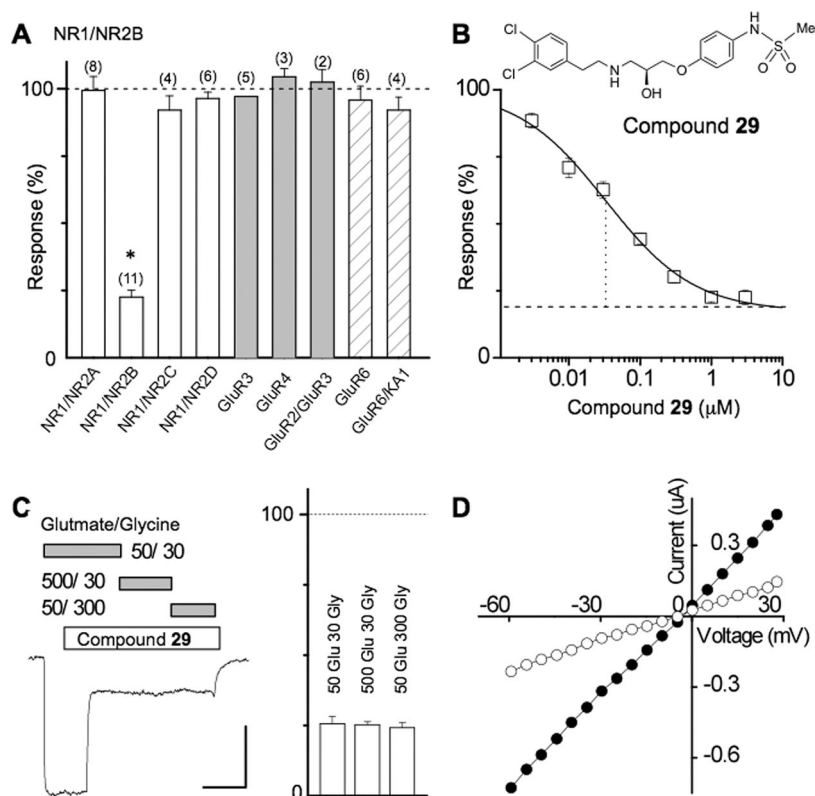 A
NR1/NR2B
Response (%)
100
0
(8)
(11)
*
(4)
(6)
(5)
(3)
(2)
(6)
(4)
NR1/NR2A
NR1/NR2B
NR1/NR2C
NR1/NR2D
GluR3
GluR4
GluR2/GluR3
GluR6
GluR6/KA1
B
Cl
Cl
N
H
OH
O
H
N
S
O
O
Me
Compound 29
Response (%)
100
0
0.01
0.1
1
10
Compound 29 (μM)
C
Glutmate/Glycine
50/ 30
500/ 30
50/ 300
Compound 29
100
0
50 Glu 30 Gly
500 Glu 30 Gly
50 Glu 300 Gly
D
Current (uA)
0.3
-60
-30
0
30
Voltage (mV)
-0.3
-0.6